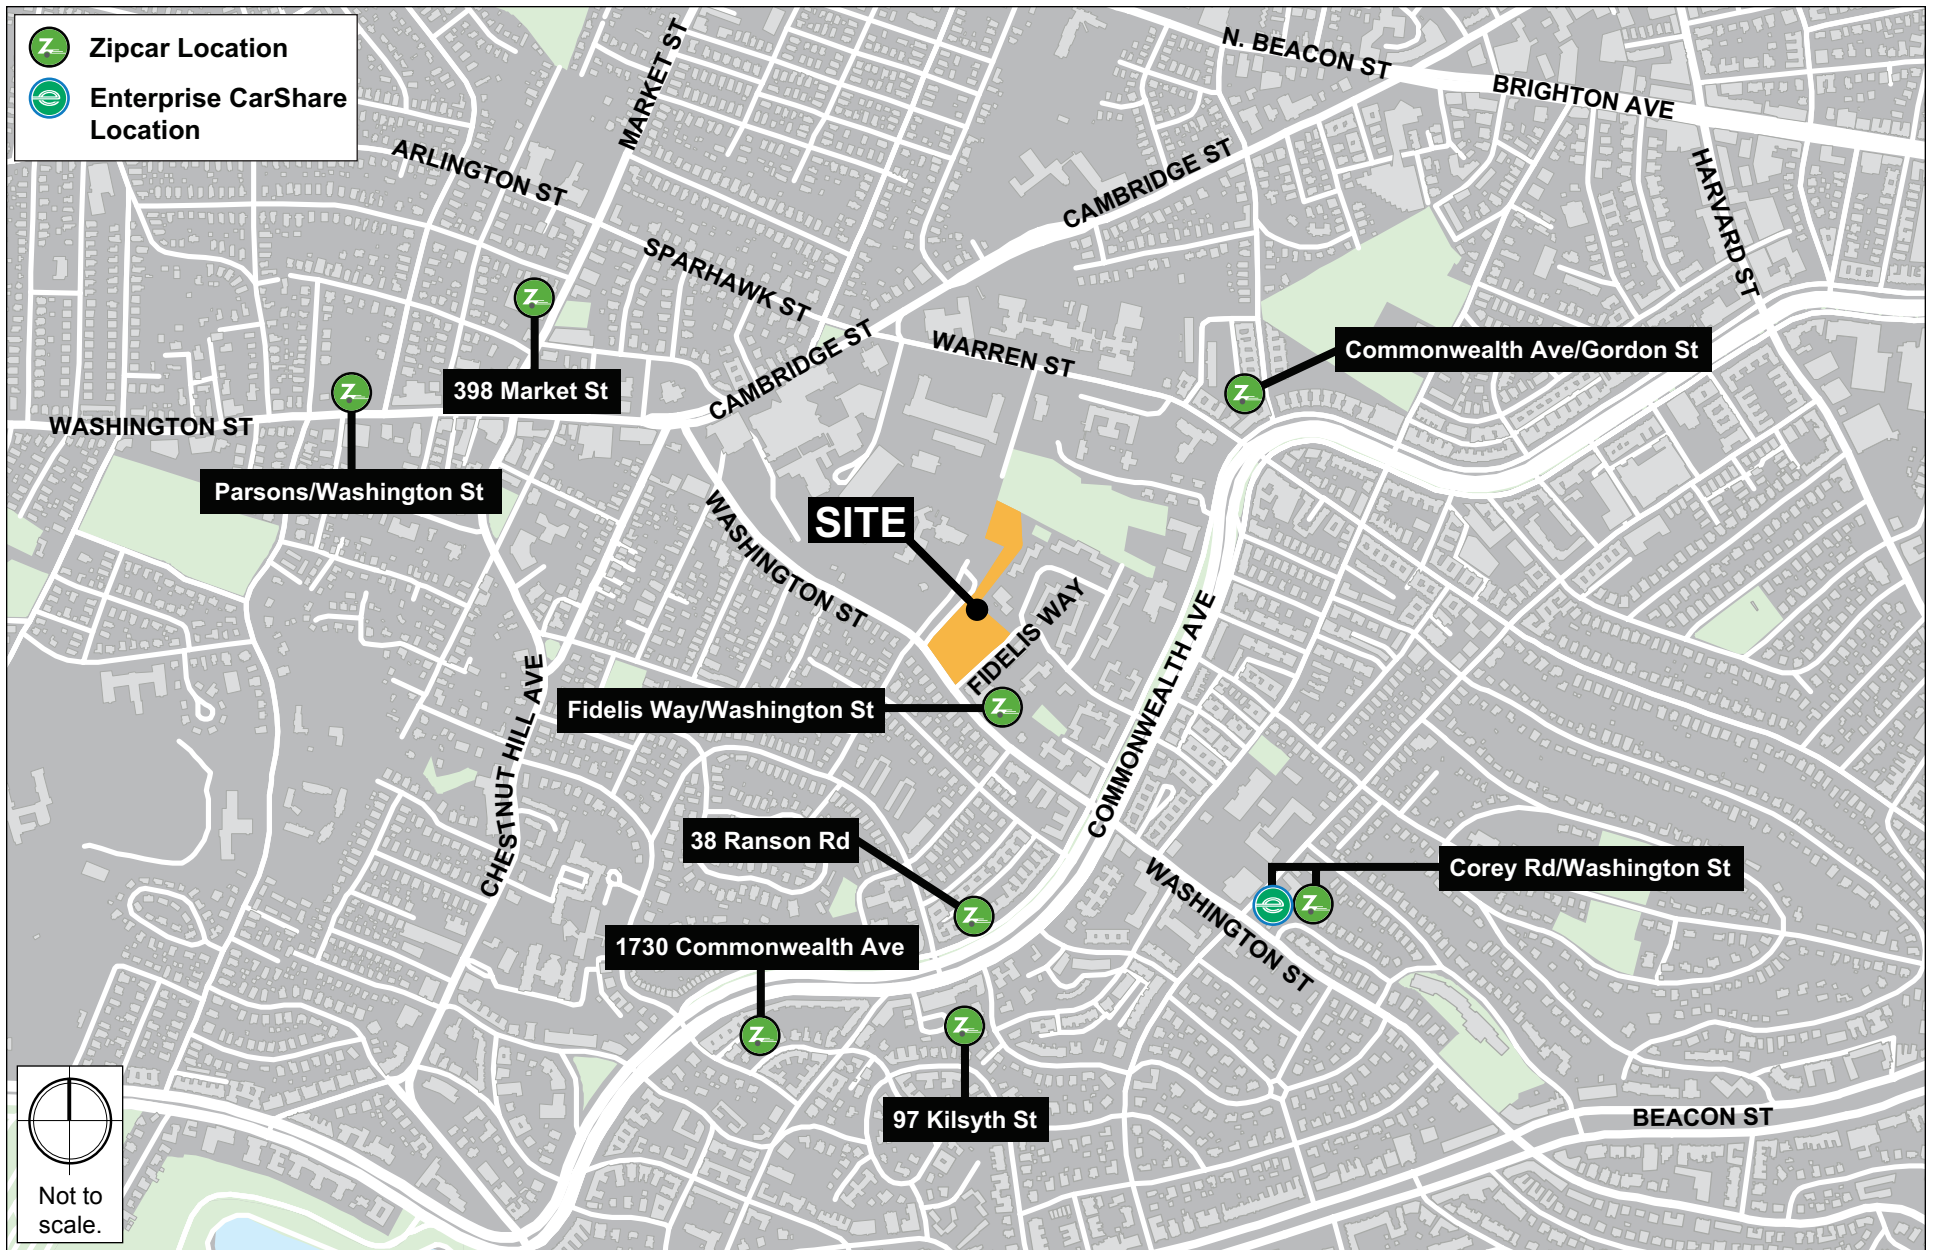 Zipcar Location
Enterprise CarShare
Location
MARKET ST
N. BEACON ST
BRIGHTON AVE
ARLINGTON ST
CAMBRIDGE ST
HARVARD ST
SPARHAWK ST
CAMBRIDGE ST
WARREN ST
Commonwealth Ave/Gordon St
398 Market St
WASHINGTON ST
Parsons/Washington St
WASHINGTON ST
SITE
FIDELIS WAY
COMMONWEALTH AVE
CHESTNUT HILL AVE
Fidelis Way/Washington St
38 Ranson Rd
Corey Rd/Washington St
WASHINGTON ST
1730 Commonwealth Ave
97 Kilsyth St
BEACON ST
Not to
scale.